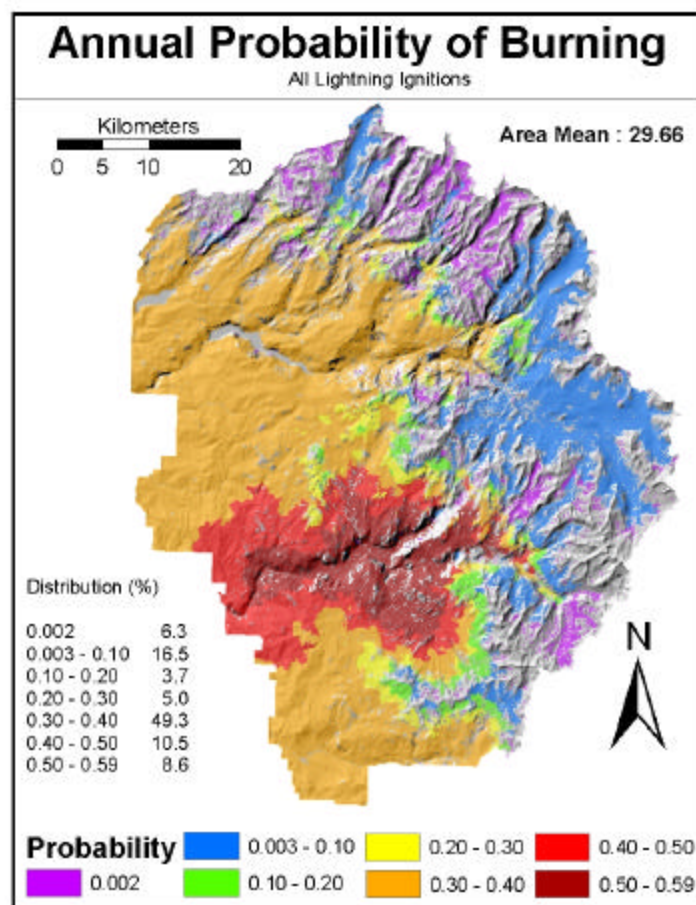 Annual Probability of Burning
All Lightning Ignitions
Kilometers
0 5 10 20
Area Mean : 29.66
Distribution (%)
0.002 6.3
0.003 - 0.10 16.5
0.10 - 0.20 3.7
0.20 - 0.30 5.0
0.30 - 0.40 49.3
0.40 - 0.50 10.5
0.50 - 0.59 8.6
N
Probability
0.002
0.003 - 0.10
0.10 - 0.20
0.20 - 0.30
0.30 - 0.40
0.40 - 0.50
0.50 - 0.59